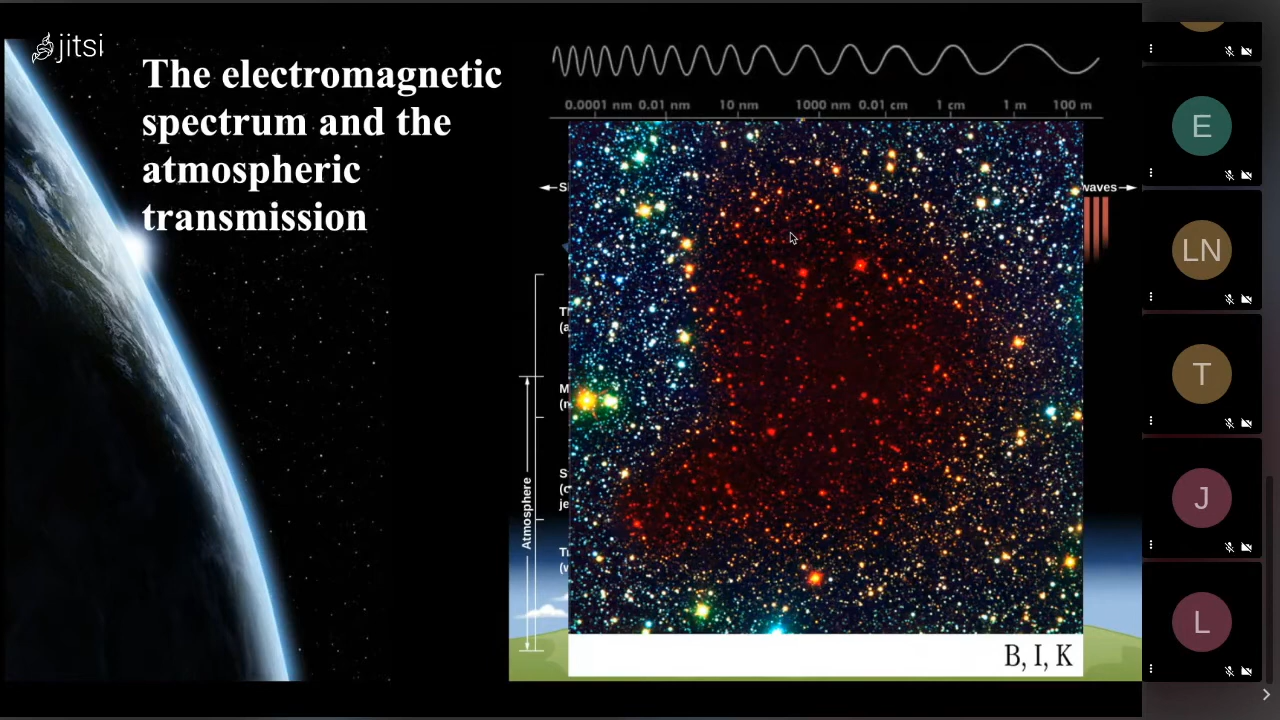 jitsi
The electromagnetic
spectrum and the
atmospheric
transmission
0.0001 nm 0.01 nm 10 nm 1000 nm 0.01 cm 1 cm 1 m 100 m
waves
Atmosphere
B, I, K
E
LN
T
J
L